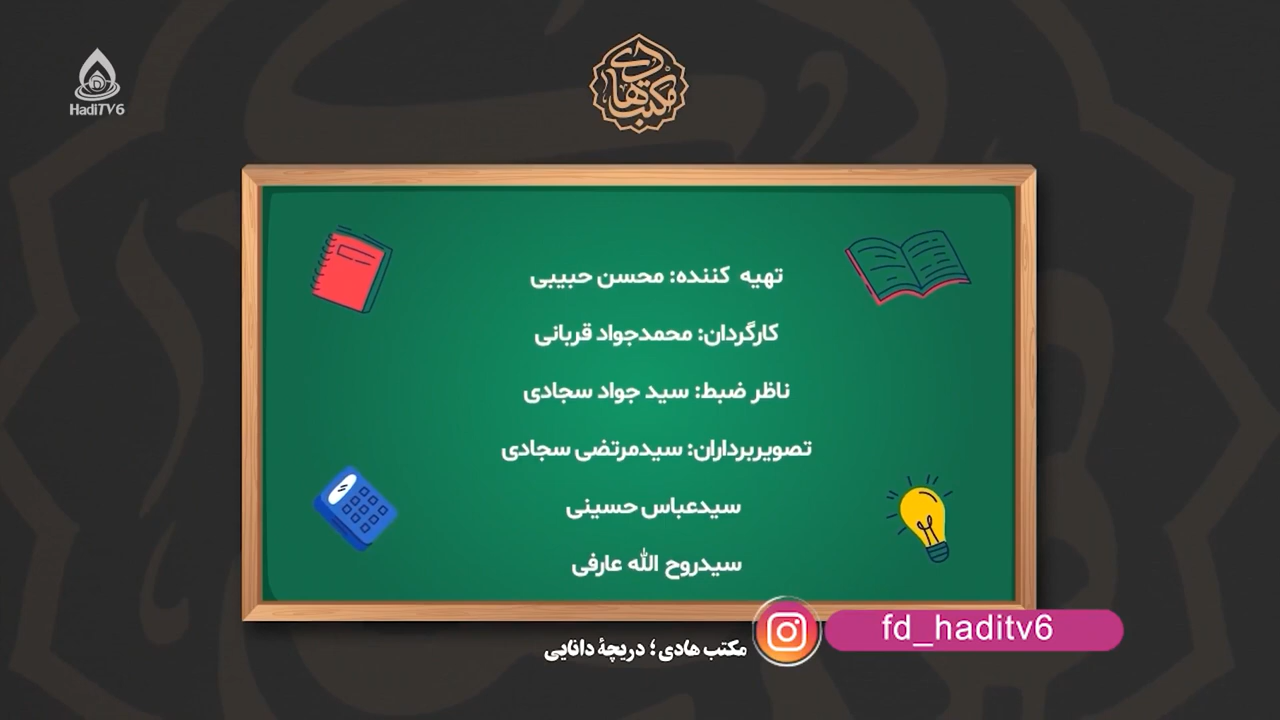 HadiTV6
مکتب هادی
تهیه کننده: محسن حبیبی
کارگردان: محمدجواد قربانی
ناظر ضبط: سید جواد سجادی
تصویربرداران: سیدمرتضی سجادی
سیدعباس حسینی
سیدروح الله عارفی
fd_haditv6
مکتب هادی؛ دریچهٔ دانایی